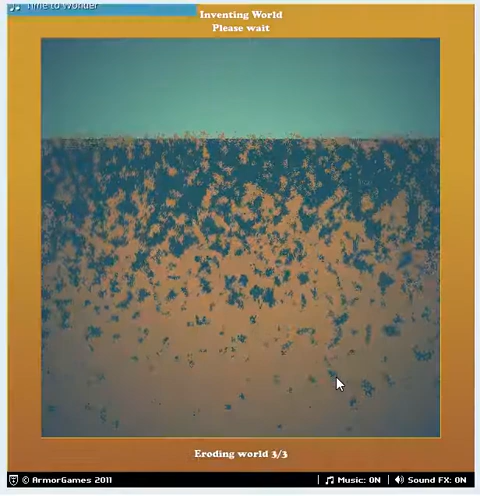 Time to Wonder
Inventing World
Please wait
Eroding world 3/3
© ArmorGames 2011 | Music: ON | Sound FX: ON